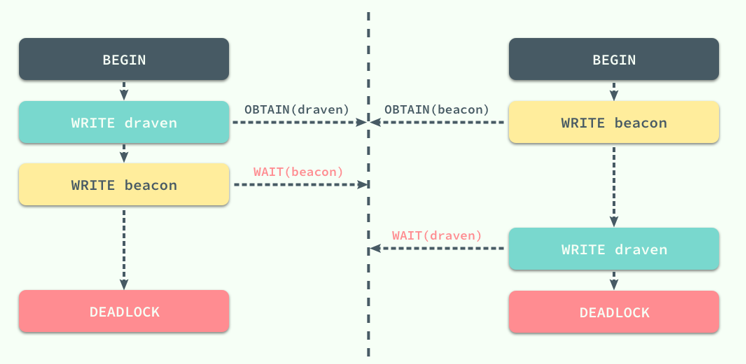 BEGIN
BEGIN
WRITE draven
OBTAIN(draven)
OBTAIN(beacon)
WRITE beacon
WRITE beacon
WAIT(beacon)
WAIT(draven)
WRITE draven
DEADLOCK
DEADLOCK